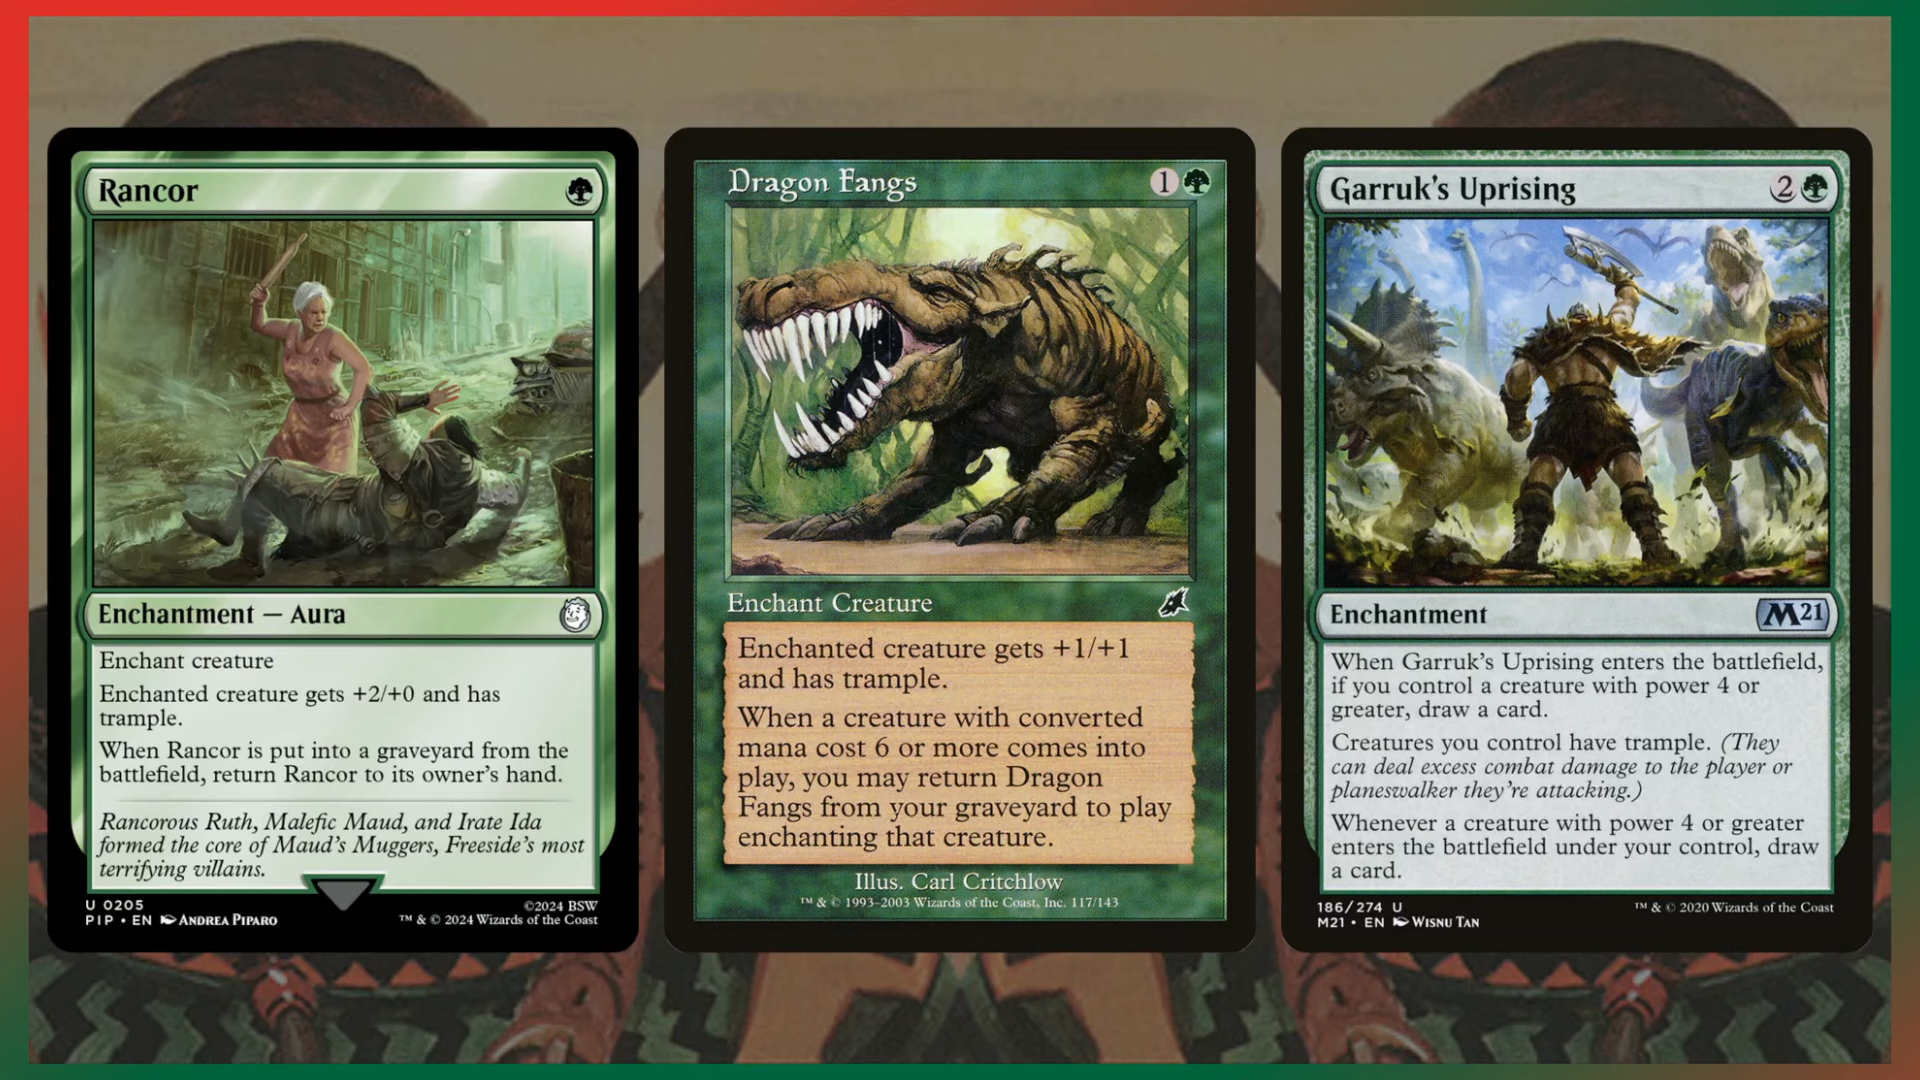 Rancor
Enchantment — Aura
Enchant creature
Enchanted creature gets +2/+0 and has
trample.
When Rancor is put into a graveyard from the
battlefield, return Rancor to its owner's hand.
Rancorous Ruth, Malefic Maud, and Irate Ida
formed the core of Maud's Muggers, Freeside's most
terrifying villains.
U 0205
©2024 BSW
PIP • EN ANDREA PIPARO
™ & © 2024 Wizards of the Coast
Dragon Fangs
1
Enchant Creature
Enchanted creature gets +1/+1
and has trample.
When a creature with converted
mana cost 6 or more comes into
play, you may return Dragon
Fangs from your graveyard to play
enchanting that creature.
Illus. Carl Critchlow
™ & © 1993–2003 Wizards of the Coast, Inc. 117/143
Garruk's Uprising
2
Enchantment
M21
When Garruk's Uprising enters the battlefield,
if you control a creature with power 4 or
greater, draw a card.
Creatures you control have trample. (They
can deal excess combat damage to the player or
planeswalker they're attacking.)
Whenever a creature with power 4 or greater
enters the battlefield under your control, draw
a card.
186/274 U
™ & © 2020 Wizards of the Coast
M21 • EN WISNU TAN